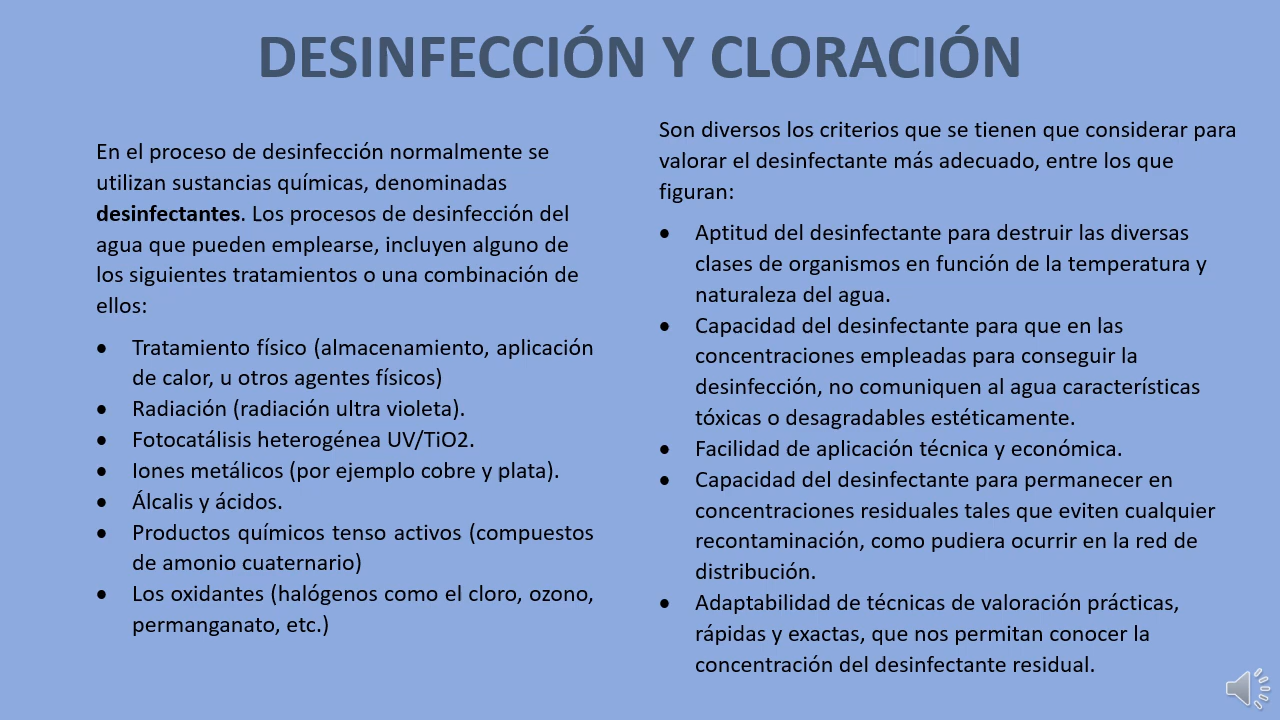 DESINFECCIÓN Y CLORACIÓN
En el proceso de desinfección normalmente se
utilizan sustancias químicas, denominadas
desinfectantes. Los procesos de desinfección del
agua que pueden emplearse, incluyen alguno de
los siguientes tratamientos o una combinación de
ellos:
• Tratamiento físico (almacenamiento, aplicación
de calor, u otros agentes físicos)
• Radiación (radiación ultra violeta).
• Fotocatálisis heterogénea UV/TiO2.
• Iones metálicos (por ejemplo cobre y plata).
• Álcalis y ácidos.
• Productos químicos tenso activos (compuestos
de amonio cuaternario)
• Los oxidantes (halógenos como el cloro, ozono,
permanganato, etc.)
Son diversos los criterios que se tienen que considerar para
valorar el desinfectante más adecuado, entre los que
figuran:
• Aptitud del desinfectante para destruir las diversas
clases de organismos en función de la temperatura y
naturaleza del agua.
• Capacidad del desinfectante para que en las
concentraciones empleadas para conseguir la
desinfección, no comuniquen al agua características
tóxicas o desagradables estéticamente.
• Facilidad de aplicación técnica y económica.
• Capacidad del desinfectante para permanecer en
concentraciones residuales tales que eviten cualquier
recontaminación, como pudiera ocurrir en la red de
distribución.
• Adaptabilidad de técnicas de valoración prácticas,
rápidas y exactas, que nos permitan conocer la
concentración del desinfectante residual.